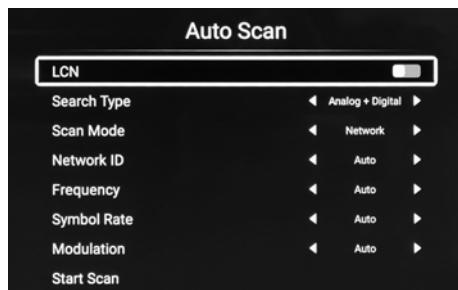 Auto Scan
LCN
Search Type Analog + Digital
Scan Mode Network
Network ID Auto
Frequency Auto
Symbol Rate Auto
Modulation Auto
Start Scan